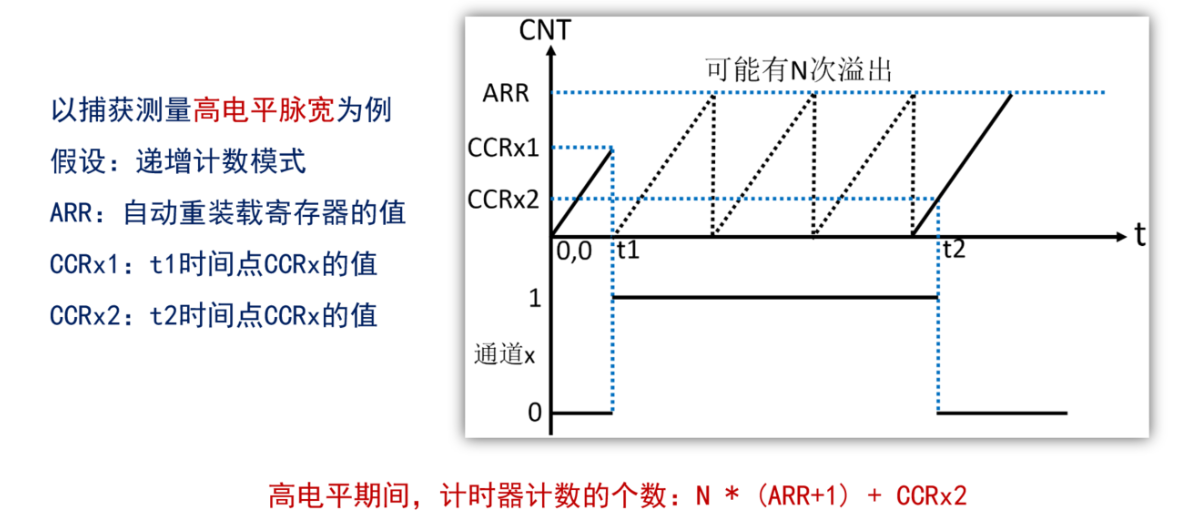 以捕获测量高电平脉宽为例
假设：递增计数模式
ARR：自动重装载寄存器的值
CCRx1：t1时间点CCRx的值
CCRx2：t2时间点CCRx的值
CNT
可能有N次溢出
ARR
CCRx1
CCRx2
0,0
t1
t2
t
1
通道x
0
高电平期间，计时器计数的个数：N * (ARR+1) + CCRx2